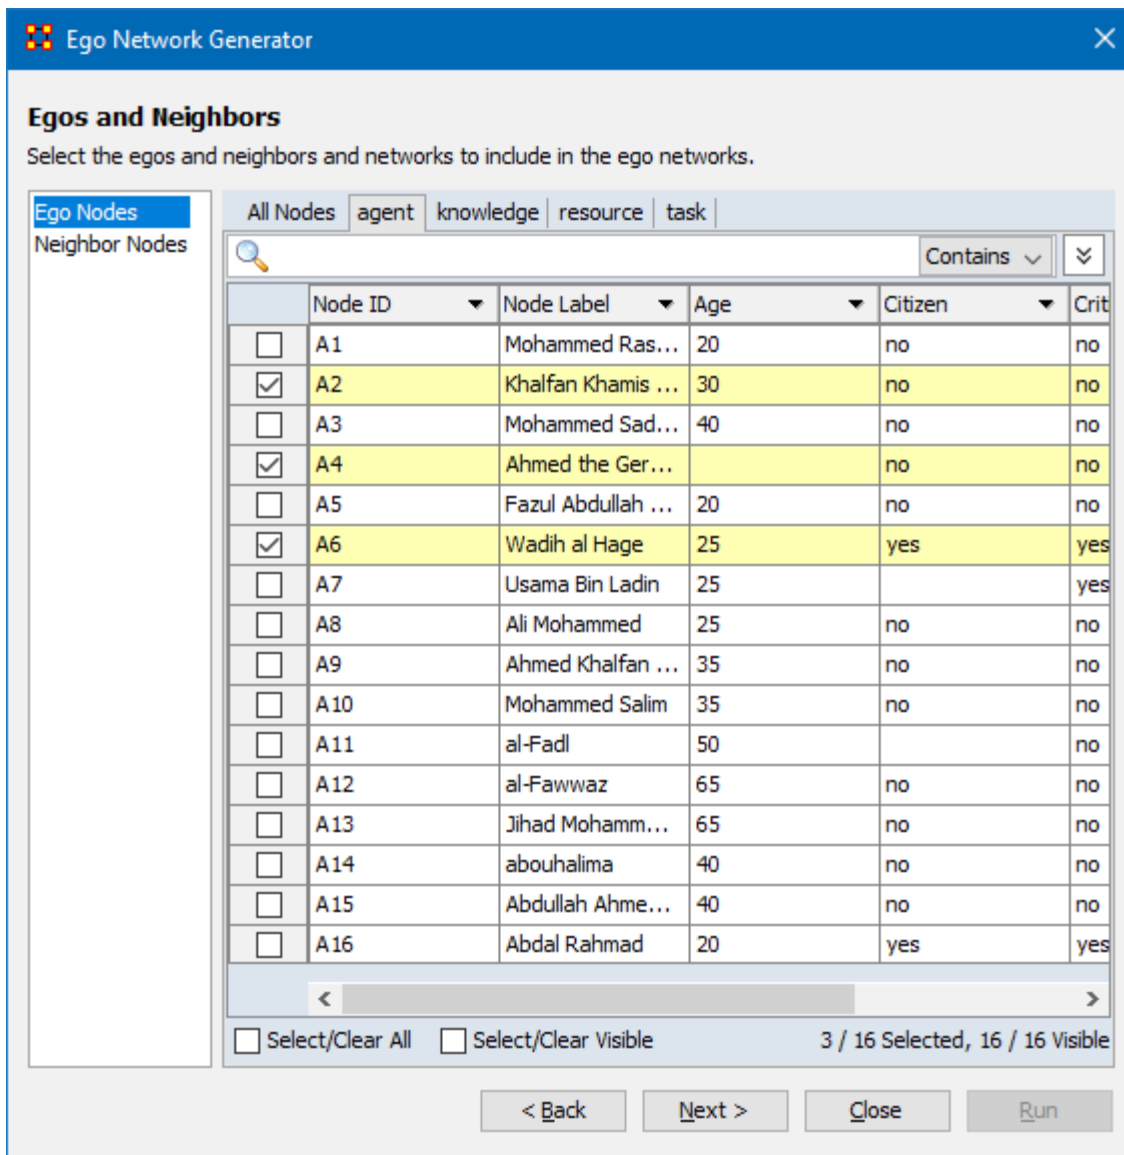 Ego Network Generator
Egos and Neighbors
Select the egos and neighbors and networks to include in the ego networks.
Ego Nodes
Neighbor Nodes
All Nodes agent knowledge resource task
Contains
Node ID Node Label Age Citizen Crit
A1 Mohammed Ras... 20 no no
A2 Khalfan Khamis ... 30 no no
A3 Mohammed Sad... 40 no no
A4 Ahmed the Ger... no no
A5 Fazul Abdullah ... 20 no no
A6 Wadih al Hage 25 yes yes
A7 Usama Bin Ladin 25 yes
A8 Ali Mohammed 25 no no
A9 Ahmed Khalfan ... 35 no no
A10 Mohammed Salim 35 no no
A11 al-Fadl 50 no
A12 al-Fawwaz 65 no no
A13 Jihad Mohamm... 65 no no
A14 abouhalima 40 no no
A15 Abdullah Ahme... 40 no no
A16 Abdal Rahmad 20 yes yes
Select/Clear All Select/Clear Visible 3 / 16 Selected, 16 / 16 Visible
< Back Next > Close Run